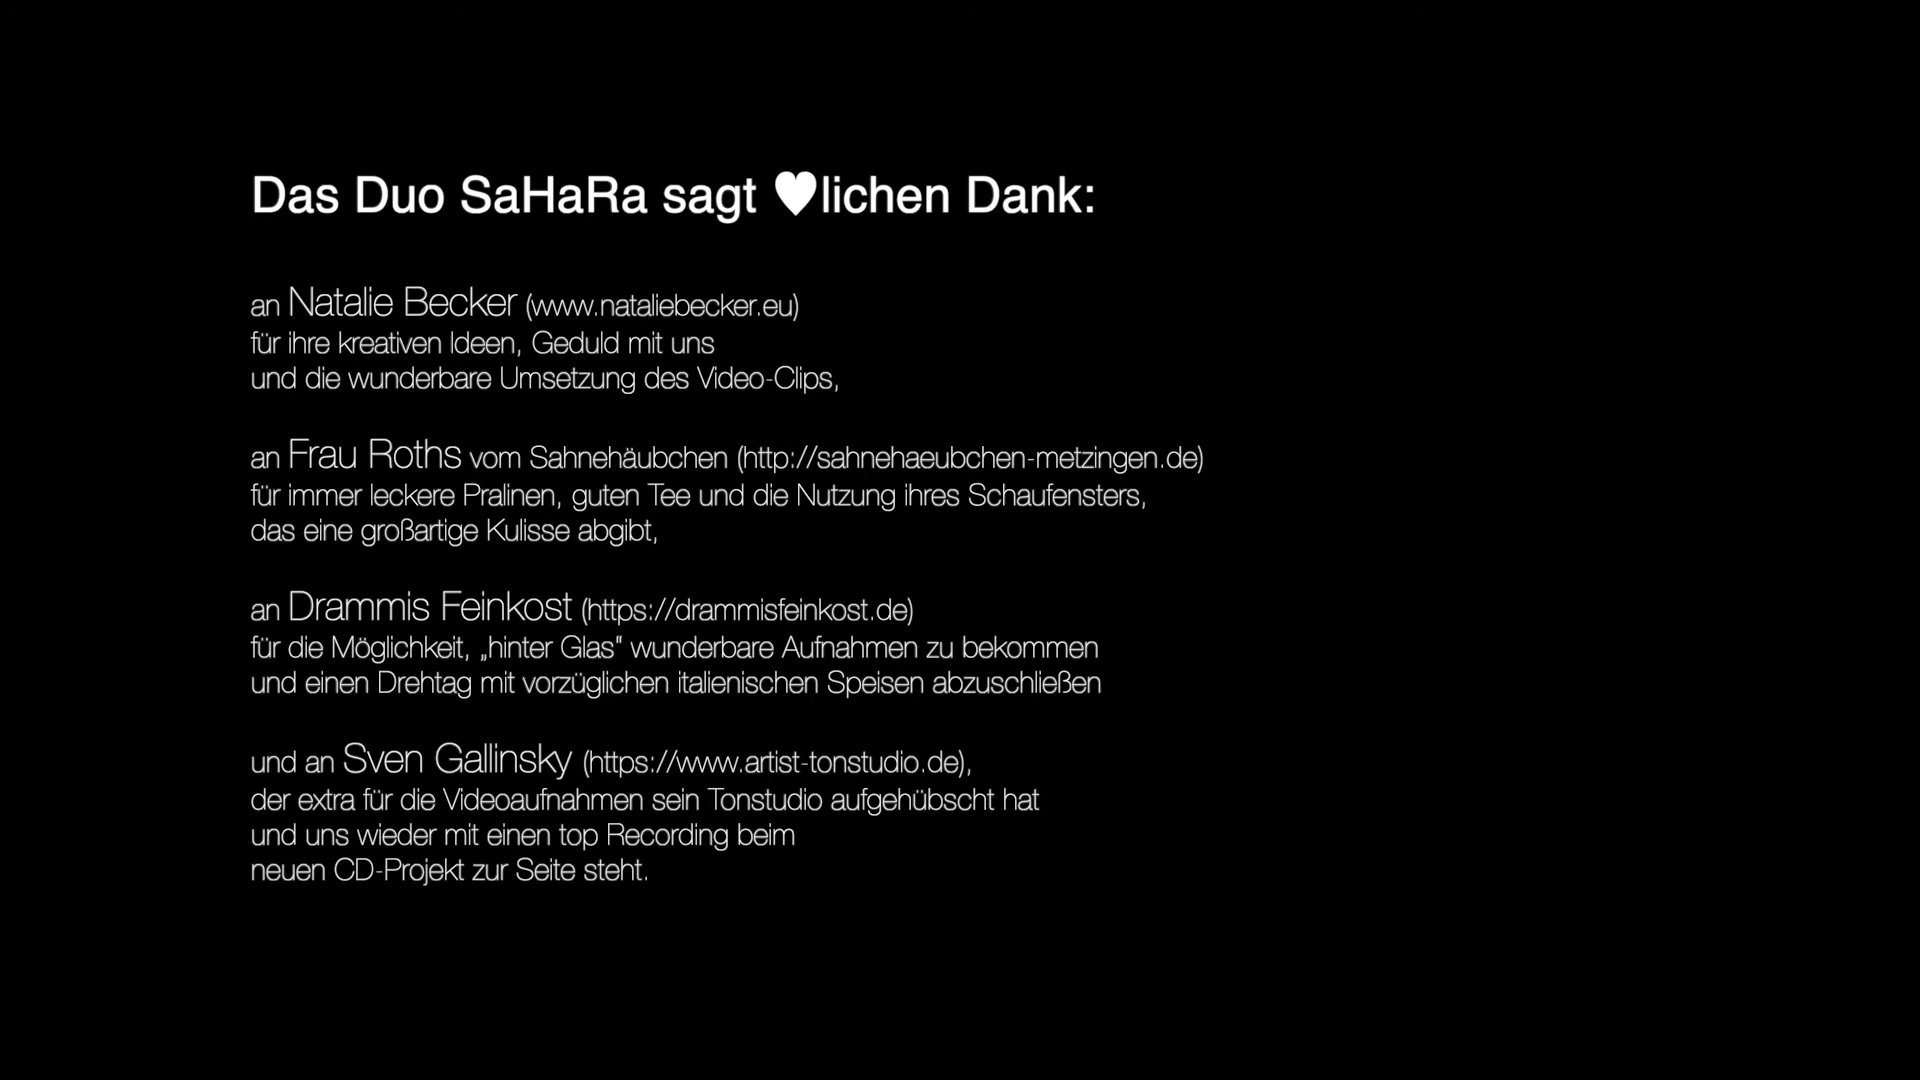 Das Duo SaHaRa sagt ♥lichen Dank:
an Natalie Becker (www.nataliebecker.eu)
für ihre kreativen Ideen, Geduld mit uns
und die wunderbare Umsetzung des Video-Clips,
an Frau Roths vom Sahnehäubchen (http://sahnehaeubchen-metzingen.de)
für immer leckere Pralinen, guten Tee und die Nutzung ihres Schaufensters,
das eine großartige Kulisse abgibt,
an Drammis Feinkost (https://drammisfeinkost.de)
für die Möglichkeit, „hinter Glas“ wunderbare Aufnahmen zu bekommen
und einen Drehtag mit vorzüglichen italienischen Speisen abzuschließen
und an Sven Gallinsky (https://www.artist-tonstudio.de),
der extra für die Videoaufnahmen sein Tonstudio aufgehübscht hat
und uns wieder mit einen top Recording beim
neuen CD-Projekt zur Seite steht.